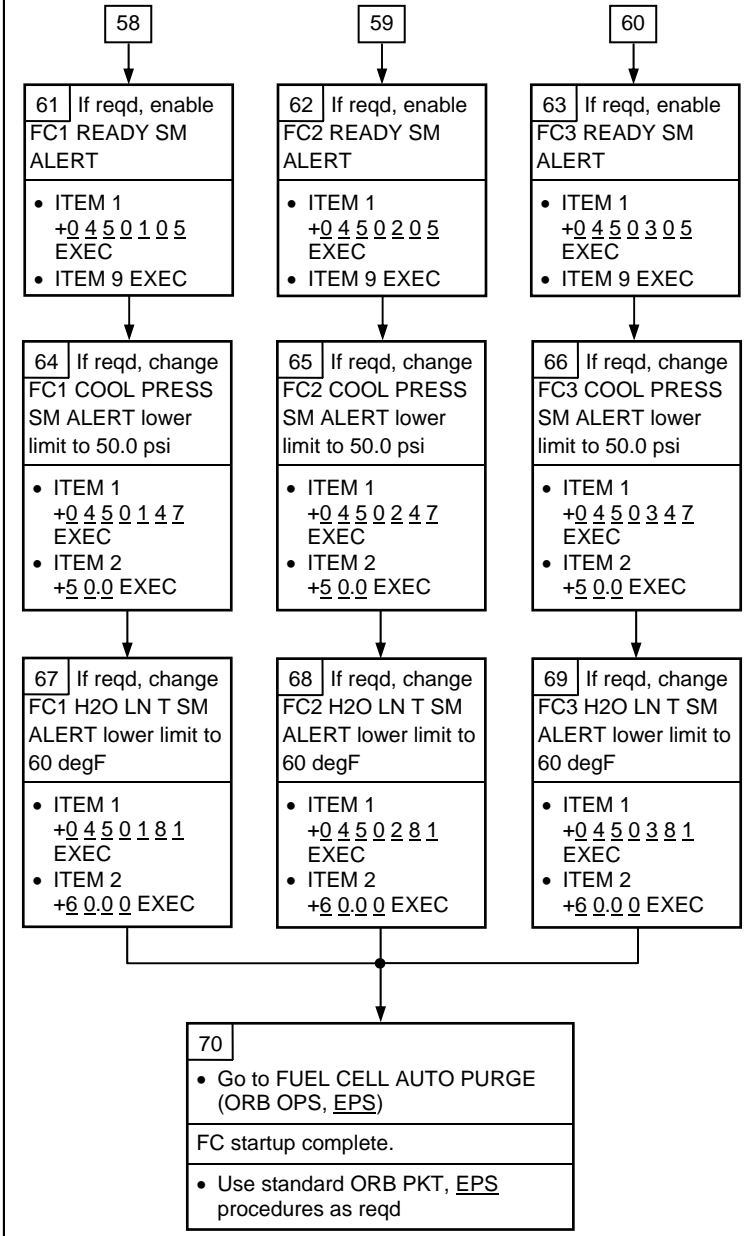 58
59
60
61 If reqd, enable
FC1 READY SM
ALERT
• ITEM 1
+0 4 5 0 1 0 5
EXEC
• ITEM 9 EXEC
62 If reqd, enable
FC2 READY SM
ALERT
• ITEM 1
+0 4 5 0 2 0 5
EXEC
• ITEM 9 EXEC
63 If reqd, enable
FC3 READY SM
ALERT
• ITEM 1
+0 4 5 0 3 0 5
EXEC
• ITEM 9 EXEC
64 If reqd, change
FC1 COOL PRESS
SM ALERT lower
limit to 50.0 psi
• ITEM 1
+0 4 5 0 1 4 7
EXEC
• ITEM 2
+5 0.0 EXEC
65 If reqd, change
FC2 COOL PRESS
SM ALERT lower
limit to 50.0 psi
• ITEM 1
+0 4 5 0 2 4 7
EXEC
• ITEM 2
+5 0.0 EXEC
66 If reqd, change
FC3 COOL PRESS
SM ALERT lower
limit to 50.0 psi
• ITEM 1
+0 4 5 0 3 4 7
EXEC
• ITEM 2
+5 0.0 EXEC
67 If reqd, change
FC1 H2O LN T SM
ALERT lower limit to
60 degF
• ITEM 1
+0 4 5 0 1 8 1
EXEC
• ITEM 2
+6 0.0 0 EXEC
68 If reqd, change
FC2 H2O LN T SM
ALERT lower limit to
60 degF
• ITEM 1
+0 4 5 0 2 8 1
EXEC
• ITEM 2
+6 0.0 0 EXEC
69 If reqd, change
FC3 H2O LN T SM
ALERT lower limit to
60 degF
• ITEM 1
+0 4 5 0 3 8 1
EXEC
• ITEM 2
+6 0.0 0 EXEC
70
• Go to FUEL CELL AUTO PURGE
(ORB OPS, EPS)
FC startup complete.
• Use standard ORB PKT, EPS
procedures as reqd